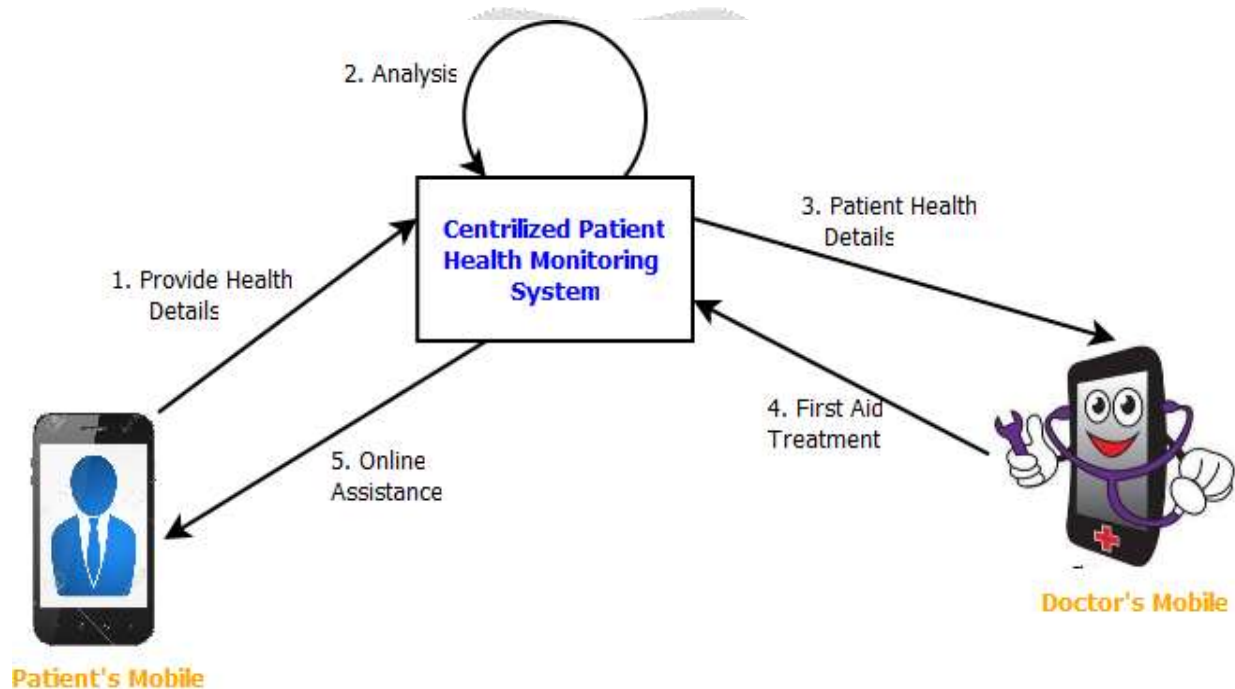 2. Analysis
Centrilized Patient
Health Monitoring
System
3. Patient Health
Details
1. Provide Health
Details
4. First Aid
Treatment
5. Online
Assistance
Doctor's Mobile
Patient's Mobile